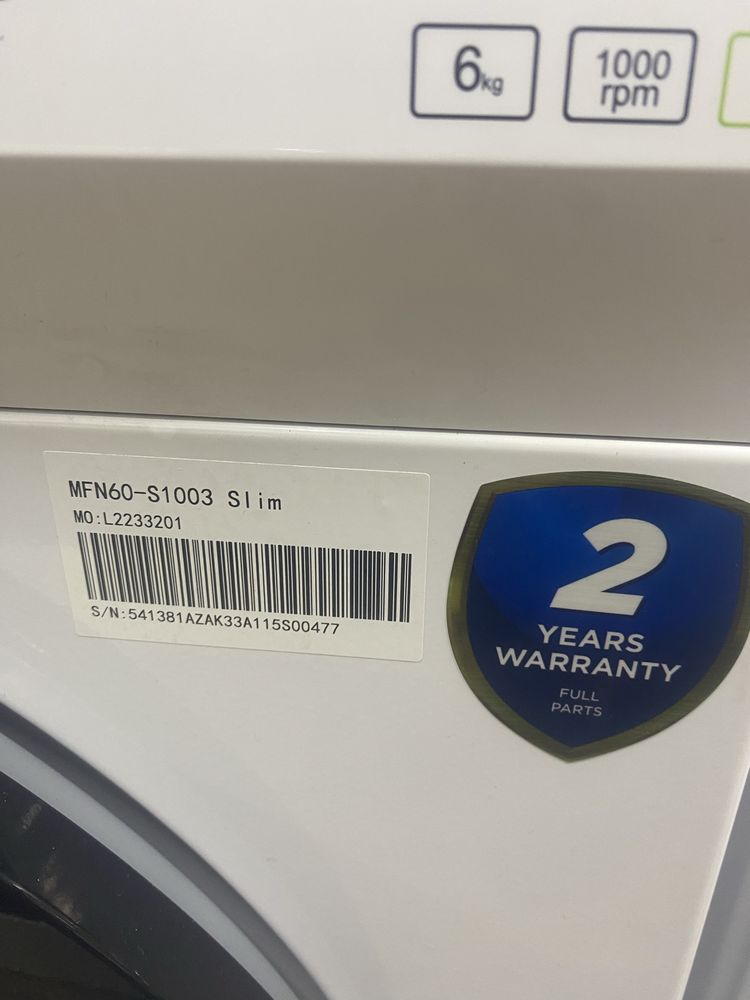 6kg
1000
rpm
MFN60-S1003 Slim
MO:L2233201
S/N:541381AZAK33A115S00477
2
YEARS
WARRANTY
FULL
PARTS